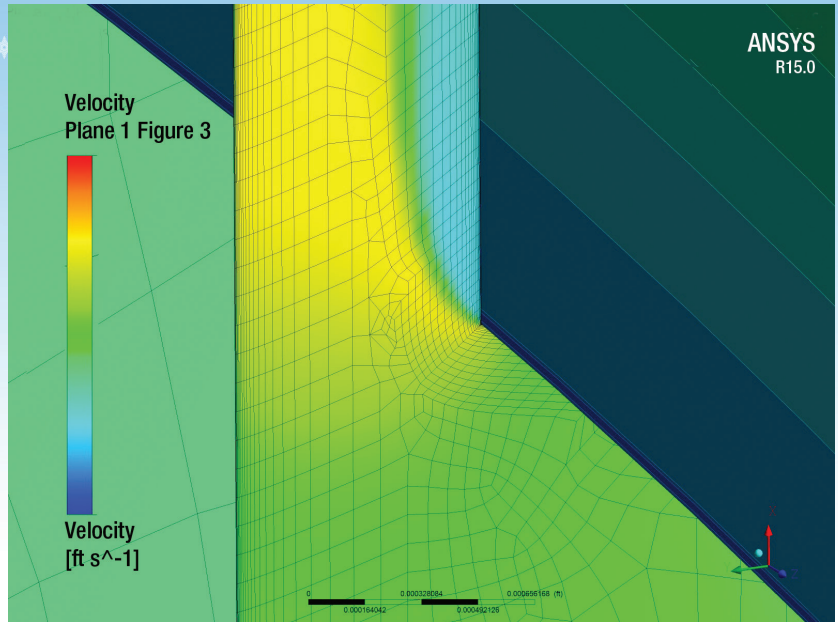 ANSYS
R15.0
Velocity
Plane 1 Figure 3
Velocity
[ft s^-1]
0 0.000328084 0.000656168 (ft)
0.000164042 0.000492126